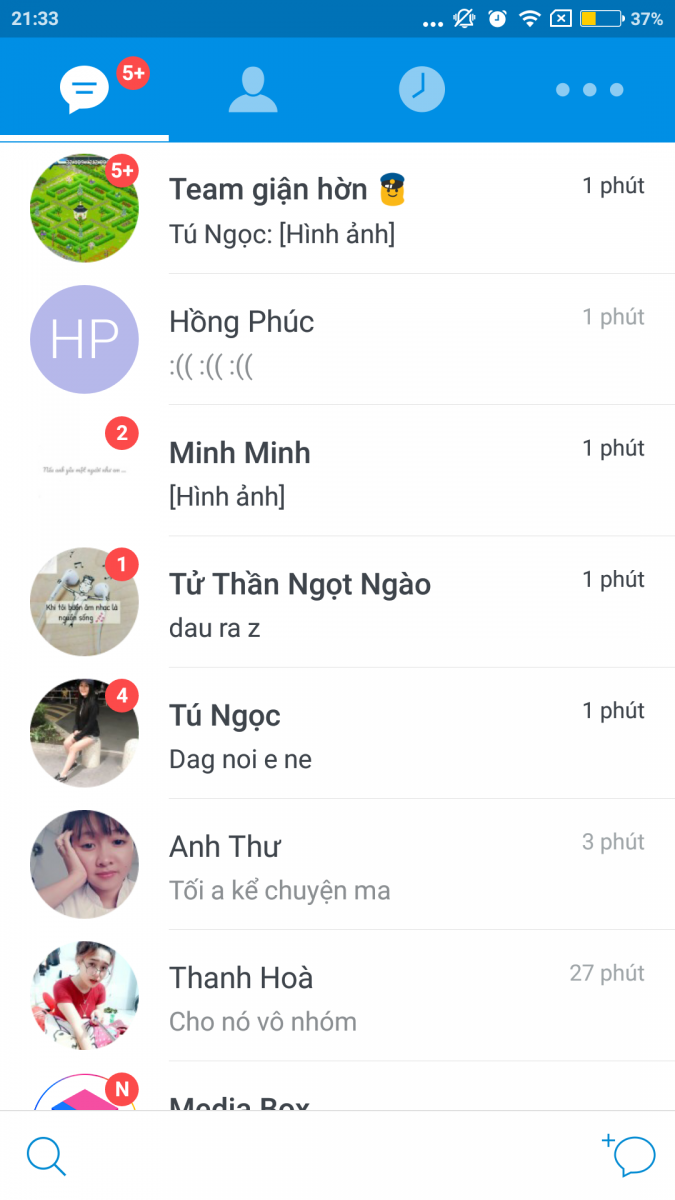 21:33
37%
5+
5+
Team giận hờn 👮
1 phút
Tú Ngọc: [Hình ảnh]
HP
Hồng Phúc
1 phút
:(( :(( :((
2
Minh Minh
1 phút
[Hình ảnh]
1
Tử Thần Ngọt Ngào
1 phút
Khi tôi buồn âm nhạc là
nguồn sống
dau ra z
4
Tú Ngọc
1 phút
Dag noi e ne
Anh Thư
3 phút
Tối a kể chuyện ma
Thanh Hoà
27 phút
Cho nó vô nhóm
N
Media Box